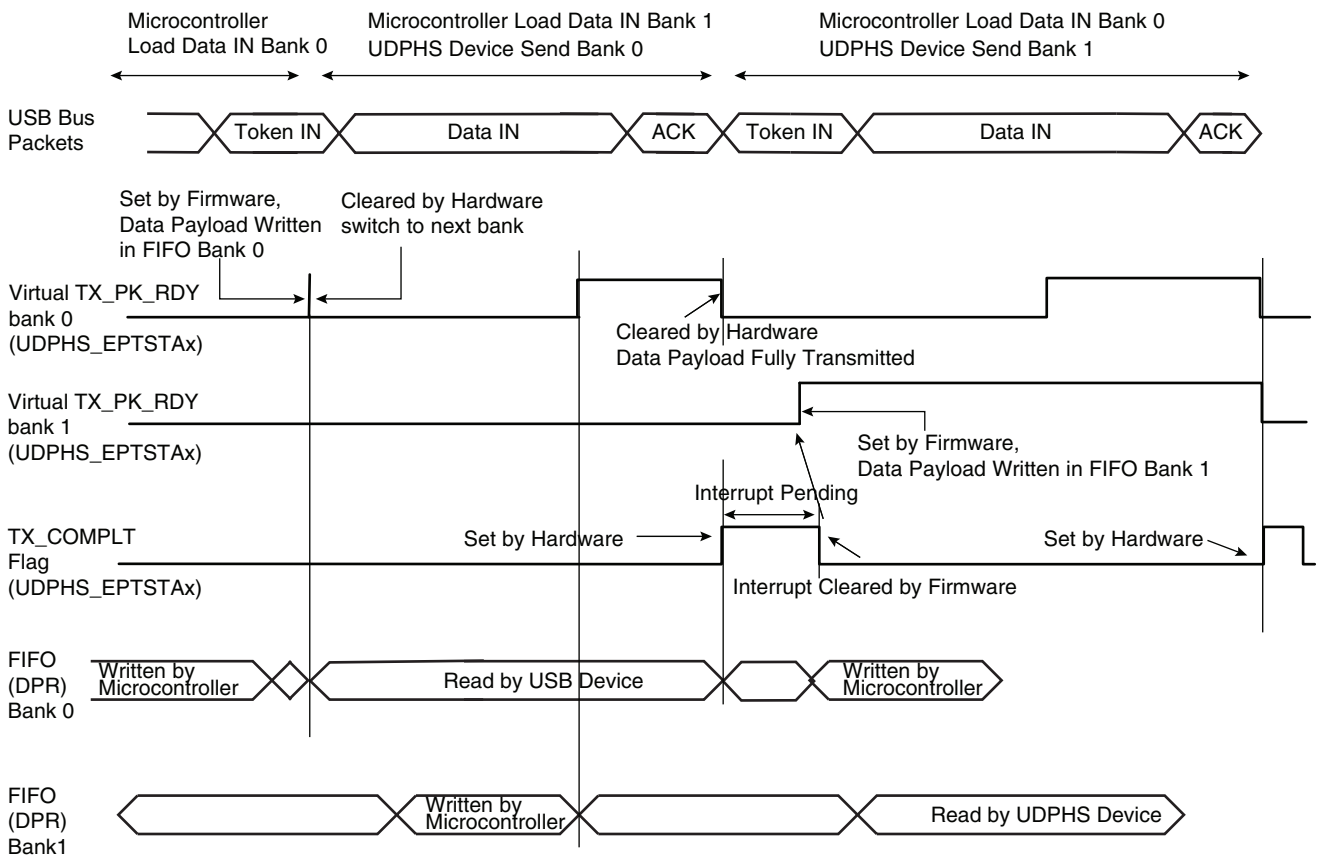 Microcontroller
Load Data IN Bank 0
Microcontroller Load Data IN Bank 1
UDPHS Device Send Bank 0
Microcontroller Load Data IN Bank 0
UDPHS Device Send Bank 1
USB Bus
Packets
Token IN
Data IN
ACK
Token IN
Data IN
ACK
Set by Firmware,
Data Payload Written
in FIFO Bank 0
Cleared by Hardware
switch to next bank
Virtual TX_PK_RDY
bank 0
(UDPHS_EPTSTAx)
Cleared by Hardware
Data Payload Fully Transmitted
Virtual TX_PK_RDY
bank 1
(UDPHS_EPTSTAx)
Set by Firmware,
Data Payload Written in FIFO Bank 1
Interrupt Pending
TX_COMPLT
Flag
(UDPHS_EPTSTAx)
Set by Hardware
Set by Hardware
Interrupt Cleared by Firmware
FIFO
(DPR)
Bank 0
Written by
Microcontroller
Read by USB Device
Written by
Microcontroller
FIFO
(DPR)
Bank1
Written by
Microcontroller
Read by UDPHS Device